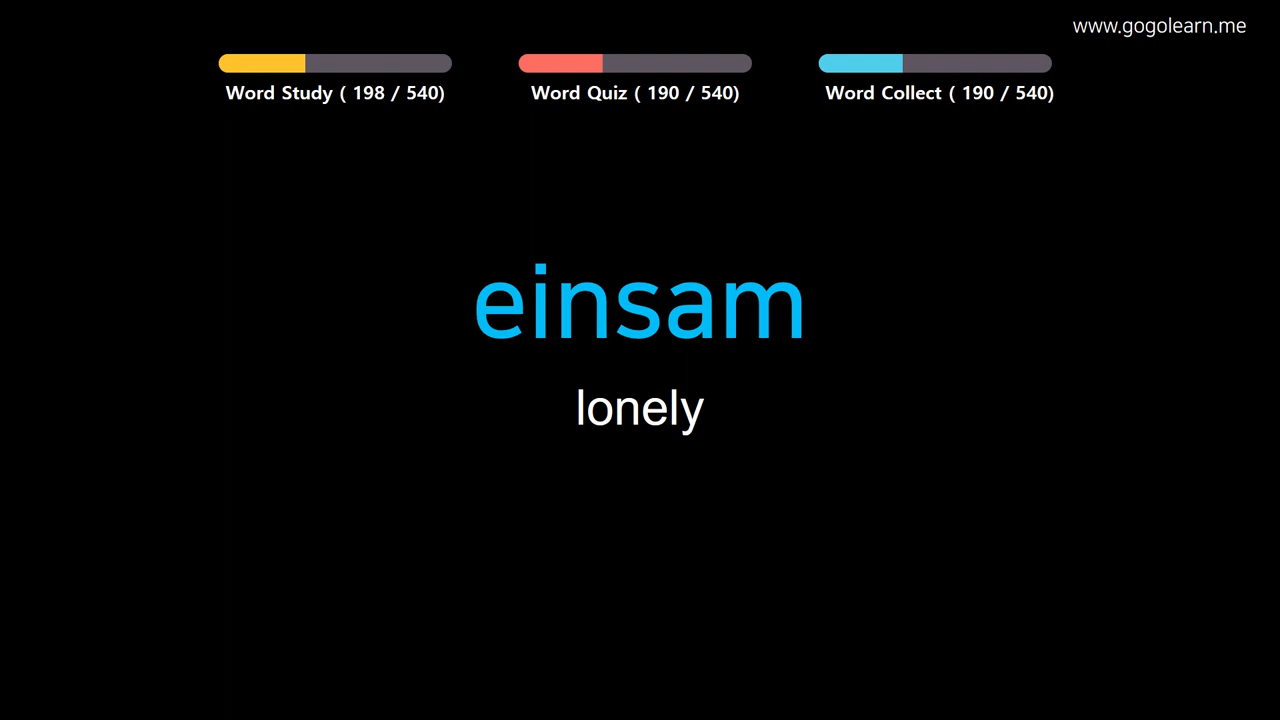 www.gogolearn.me
Word Study ( 198 / 540)
Word Quiz ( 190 / 540)
Word Collect ( 190 / 540)
einsam
lonely